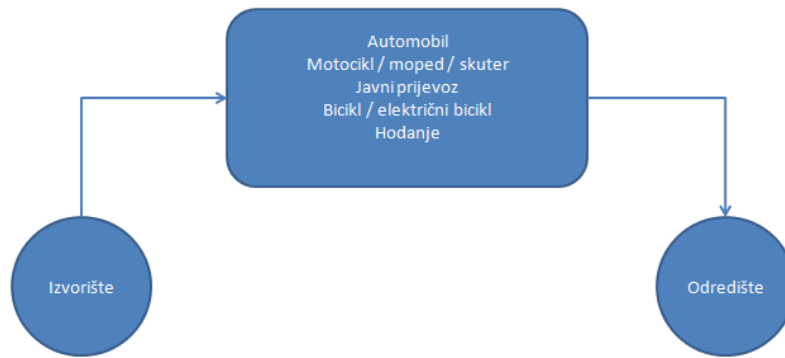 Automobil
Motocikl / moped / skuter
Javni prijevoz
Bicikl / električni bicikl
Hodanje
Izvorište
Odredište